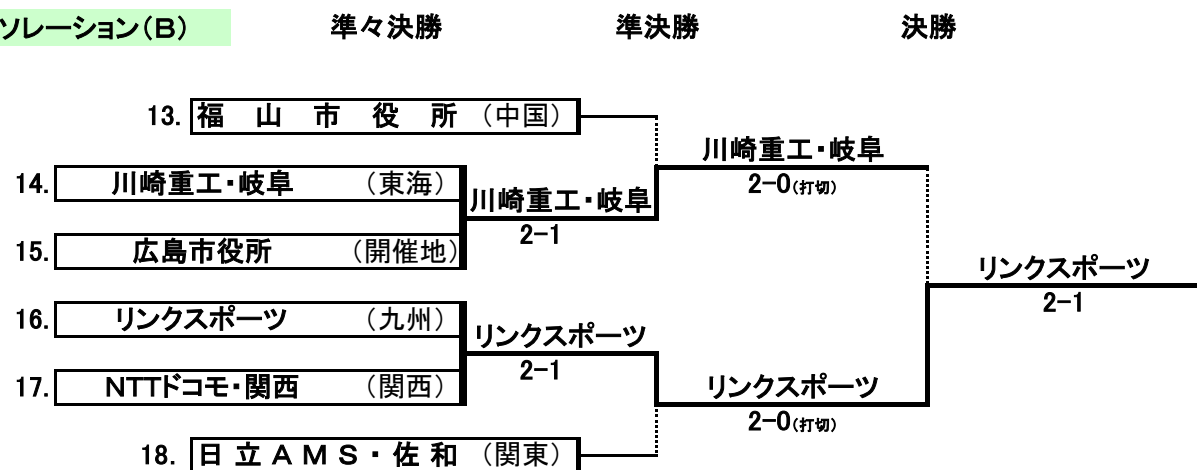 ソレーション（B） 準々決勝 準決勝 決勝
13. 福山市役所 （中国）
川崎重工・岐阜
2-0（打切）
14. 川崎重工・岐阜 （東海）
川崎重工・岐阜
2-1
15. 広島市役所 （開催地）
リンクスポーツ
2-1
16. リンクスポーツ （九州）
リンクスポーツ
2-1
17. NTTドコモ・関西 （関西）
リンクスポーツ
2-0（打切）
18. 日立AMS・佐和 （関東）